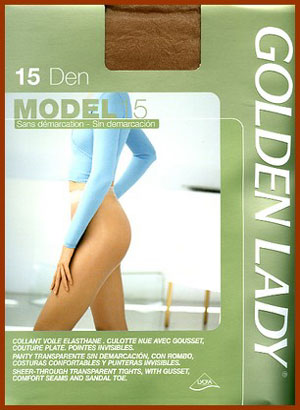 15 Den
MODEL 15
Sans démarcation - Sin demarcación
GOLDEN LADY
COLLANT VOILE ELASTHANE. CULOTTE NUE AVEC GOUSSET,
COUTURE PLATE. POINTES INVISIBLES.
PANTY TRANSPARENTE SIN DEMARCACIÓN, CON ROMBO,
COSTURAS CONFORTABLES Y PUNTERAS INVISIBLES.
SHEER-THROUGH TRANSPARENT TIGHTS, WITH GUSSET,
COMFORT SEAMS AND SANDAL TOE.
LYCRA